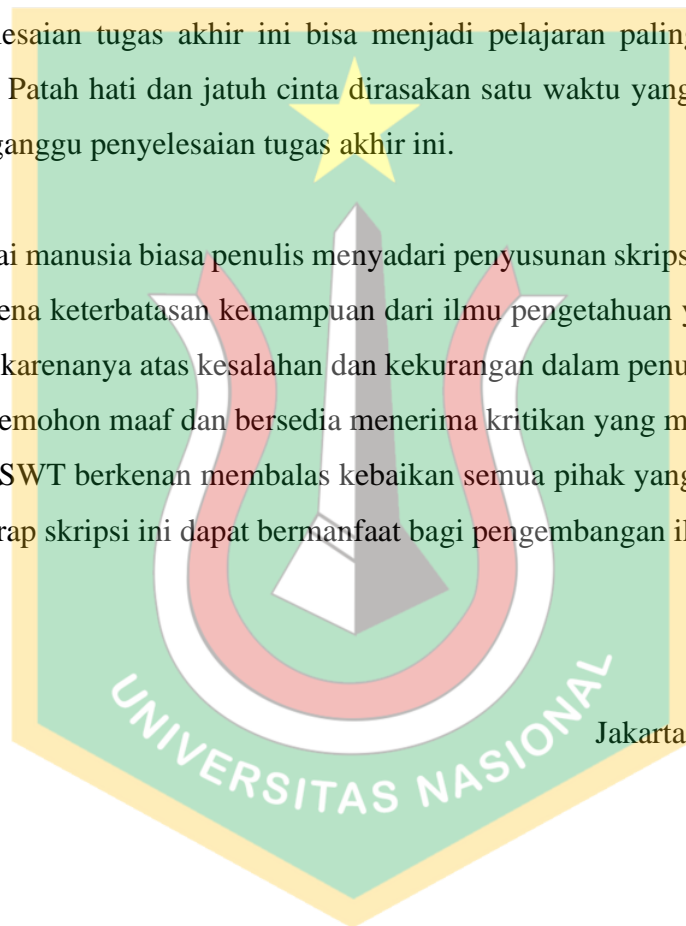 lesaian tugas akhir ini bisa menjadi pelajaran paling
Patah hati dan jatuh cinta dirasakan satu waktu yang
ganggu penyelesaian tugas akhir ini.
ai manusia biasa penulis menyadari penyusunan skrips
ena keterbatasan kemampuan dari ilmu pengetahuan y
karenanya atas kesalahan dan kekurangan dalam penu
emohon maaf dan bersedia menerima kritikan yang m
SWT berkenan membalas kebaikan semua pihak yang
rap skripsi ini dapat bermanfaat bagi pengembangan il
Jakarta
UNIVERSITAS NASIONAL